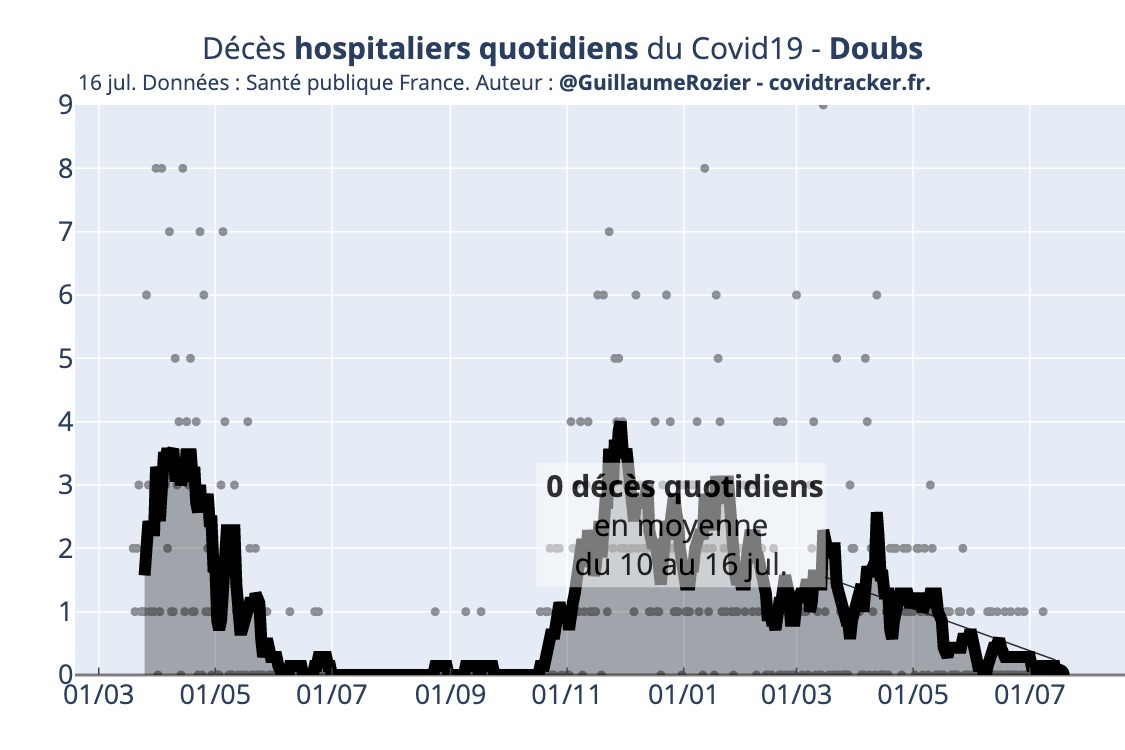 Décès hospitaliers quotidiens du Covid19 - Doubs
16 jul. Données : Santé publique France. Auteur : @GuillaumeRozier - covidtracker.fr.
9
8
7
6
5
4
3
2
1
0
0 décès quotidiens
en moyenne
du 10 au 16 jul.
01/03 01/05 01/07 01/09 01/11 01/01 01/03 01/05 01/07